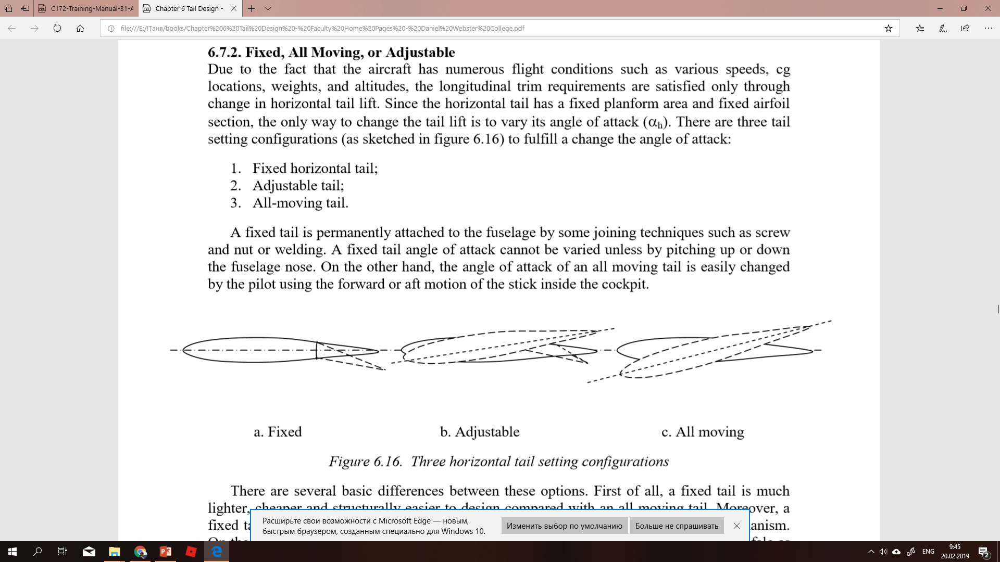 C172-Training-Manual-31-A
Chapter 6 Tail Design -
file:///E:/!Таня/books/Chapter%206%20Tail%20Design%20-%20Faculty%20Home%20Pages%20-%20Daniel%20Webster%20College.pdf
6.7.2. Fixed, All Moving, or Adjustable
Due to the fact that the aircraft has numerous flight conditions such as various speeds, cg
locations, weights, and altitudes, the longitudinal trim requirements are satisfied only through
change in horizontal tail lift. Since the horizontal tail has a fixed planform area and fixed airfoil
section, the only way to change the tail lift is to vary its angle of attack (αh). There are three tail
setting configurations (as sketched in figure 6.16) to fulfill a change the angle of attack:
1. Fixed horizontal tail;
2. Adjustable tail;
3. All-moving tail.
A fixed tail is permanently attached to the fuselage by some joining techniques such as screw
and nut or welding. A fixed tail angle of attack cannot be varied unless by pitching up or down
the fuselage nose. On the other hand, the angle of attack of an all moving tail is easily changed
by the pilot using the forward or aft motion of the stick inside the cockpit.
a. Fixed b. Adjustable c. All moving
Figure 6.16. Three horizontal tail setting configurations
There are several basic differences between these options. First of all, a fixed tail is much
lighter, cheaper and structurally easier to design compared with an all moving tail. Moreover, a
fixed ta anism.
Расширьте свои возможности с Microsoft Edge — новым,
быстрым браузером, созданным специально для Windows 10.
Изменить выбор по умолчанию
Больше не спрашивать
ENG
9:45
20.02.2019
2